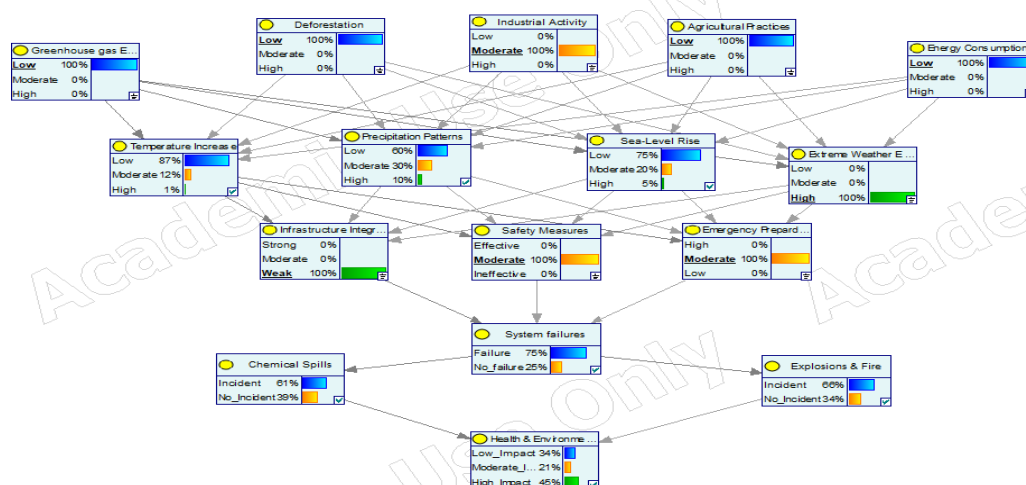 Deforestation
Low 100%
Moderate 0%
High 0%
Industrial Activity
Low 0%
Moderate 100%
High 0%
Agricultural Practices
Low 100%
Moderate 0%
High 0%
Greenhouse gas E...
Low 100%
Moderate 0%
High 0%
Energy Consumption
Low 100%
Moderate 0%
High 0%
Temperature Increase
Low 87%
Moderate 12%
High 1%
Precipitation Patterns
Low 60%
Moderate 30%
High 10%
Sea-Level Rise
Low 75%
Moderate 20%
High 5%
Extreme Weather E...
Low 0%
Moderate 0%
High 100%
Infrastructure Integr...
Strong 0%
Moderate 0%
Weak 100%
Safety Measures
Effective 0%
Moderate 100%
Ineffective 0%
Emergency Prepard...
High 0%
Moderate 100%
Low 0%
System failures
Failure 75%
No_failure 25%
Chemical Spills
Incident 61%
No_Incident 39%
Explosions & Fire
Incident 66%
No_Incident 34%
Health & Environme...
Low_Impact 34%
Moderate_I... 21%
High_Impact 45%
Academic Use Only
Academ
Use Only